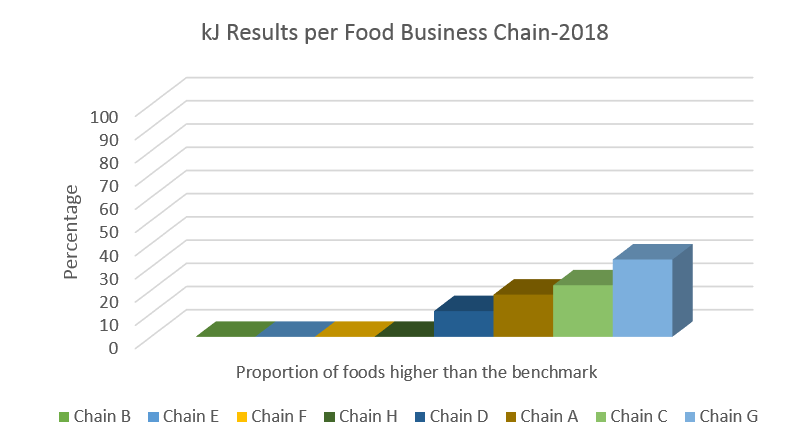 kJ Results per Food Business Chain-2018
Percentage
100
90
80
70
60
50
40
30
20
10
0
Proportion of foods higher than the benchmark
Chain B Chain E Chain F Chain H Chain D Chain A Chain C Chain G